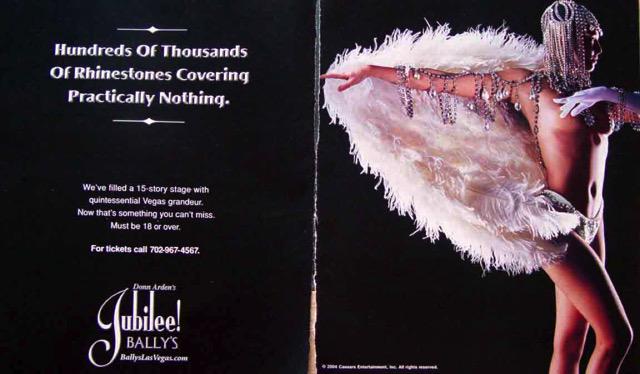 Hundreds Of Thousands
Of Rhinestones Covering
Practically Nothing.
We've filled a 15-story stage with
quintessential Vegas grandeur.
Now that's something you can't miss.
Must be 18 or over.
For tickets call 702-967-4567.
Donn Arden's
Jubilee!
BALLY'S
BallysLasVegas.com
© 2004 Caesars Entertainment, Inc. All rights reserved.